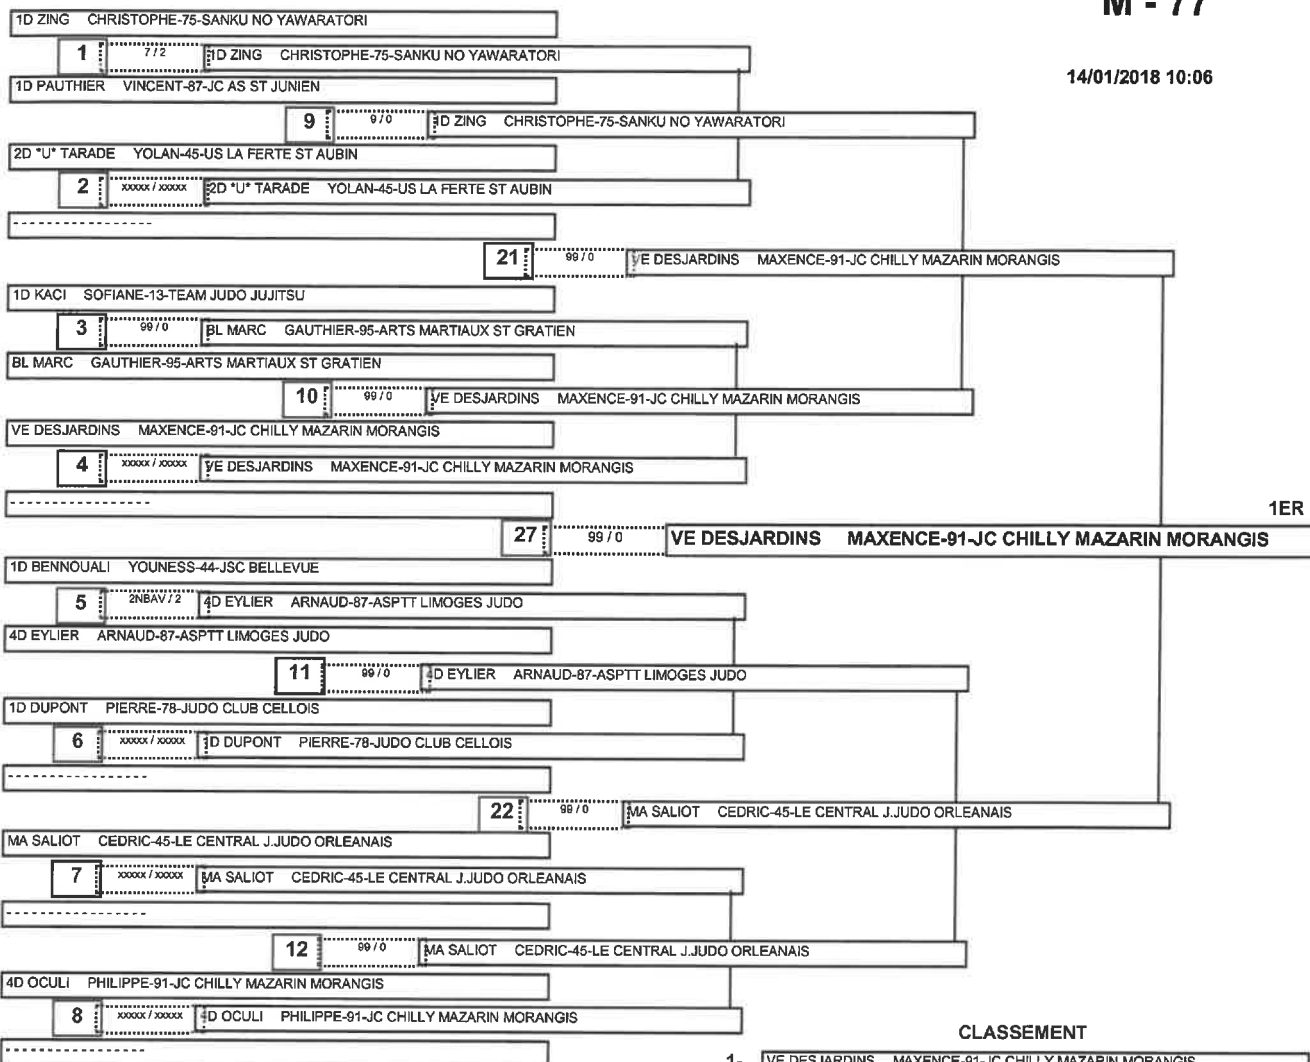 M - 77
1D ZING CHRISTOPHE-75-SANKU NO YAWARATORI
1 7 / 2 1D ZING CHRISTOPHE-75-SANKU NO YAWARATORI
14/01/2018 10:06
1D PAUTHIER VINCENT-87-JC AS ST JUNIEN
9 9 / 0 1D ZING CHRISTOPHE-75-SANKU NO YAWARATORI
2D *U* TARADE YOLAN-45-US LA FERTE ST AUBIN
2 xxxxx / xxxxx 2D *U* TARADE YOLAN-45-US LA FERTE ST AUBIN
-----------------
21 99 / 0 VE DESJARDINS MAXENCE-91-JC CHILLY MAZARIN MORANGIS
1D KACI SOFIANE-13-TEAM JUDO JUJITSU
3 99 / 0 BL MARC GAUTHIER-95-ARTS MARTIAUX ST GRATIEN
BL MARC GAUTHIER-95-ARTS MARTIAUX ST GRATIEN
10 99 / 0 VE DESJARDINS MAXENCE-91-JC CHILLY MAZARIN MORANGIS
VE DESJARDINS MAXENCE-91-JC CHILLY MAZARIN MORANGIS
4 xxxxx / xxxxx VE DESJARDINS MAXENCE-91-JC CHILLY MAZARIN MORANGIS
-----------------
1ER
27 99 / 0 VE DESJARDINS MAXENCE-91-JC CHILLY MAZARIN MORANGIS
1D BENNOUALI YOUNESS-44-JSC BELLEVUE
5 2NBAV / 2 4D EYLIER ARNAUD-87-ASPTT LIMOGES JUDO
4D EYLIER ARNAUD-87-ASPTT LIMOGES JUDO
11 99 / 0 4D EYLIER ARNAUD-87-ASPTT LIMOGES JUDO
1D DUPONT PIERRE-78-JUDO CLUB CELLOIS
6 xxxxx / xxxxx 1D DUPONT PIERRE-78-JUDO CLUB CELLOIS
-----------------
22 99 / 0 MA SALIOT CEDRIC-45-LE CENTRAL J.JUDO ORLEANAIS
MA SALIOT CEDRIC-45-LE CENTRAL J.JUDO ORLEANAIS
7 xxxxx / xxxxx MA SALIOT CEDRIC-45-LE CENTRAL J.JUDO ORLEANAIS
-----------------
12 99 / 0 MA SALIOT CEDRIC-45-LE CENTRAL J.JUDO ORLEANAIS
4D OCULI PHILIPPE-91-JC CHILLY MAZARIN MORANGIS
8 xxxxx / xxxxx 4D OCULI PHILIPPE-91-JC CHILLY MAZARIN MORANGIS
CLASSEMENT
-----------------
1- VE DESJARDINS MAXENCE-91-JC CHILLY MAZARIN MORANGIS